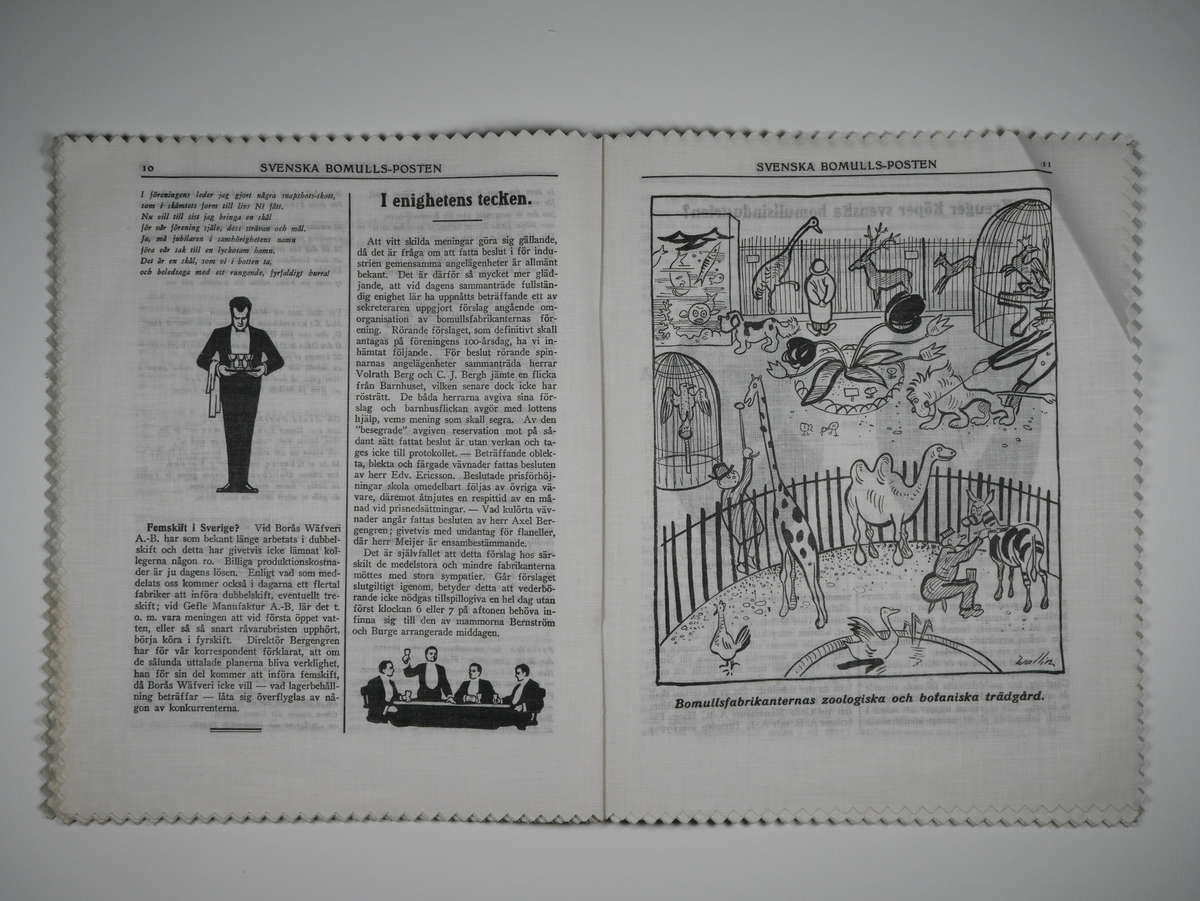 10
SVENSKA BOMULLS-POSTEN
I föreningens leder jag gjort några snapshots-skott,
som i skämtets form till livs Ni fått.
Nu vill till sist jag bringa en skål
för vår förening själv, dess strävan och mål.
Ja, må jubilaren i samhörighetens namn
föra vår sak till en lyckosam hamn.
Det är en skål, som vi i botten ta,
och beledsaga med ett rungande, fyrfaldigt hurra!
Femskift i Sverige? Vid Borås Wäfveri
A.-B. har som bekant länge arbetats i dubbel-
skift och detta har givetvis icke lämnat kol-
legerna någon ro. Billiga produktionskostna-
der är ju dagens lösen. Enligt vad som med-
delats oss kommer också i dagarna ett flertal
fabriker att införa dubbelskift, eventuellt tre-
skift; vid Gefle Manufaktur A.-B. lär det t.
o. m. vara meningen att vid första öppet vat-
ten, eller så så snart råvarubristen upphört,
börja köra i fyrskift. Direktör Bergengren
har för vår korrespondent förklarat, att om
de sålunda uttalade planerna bliva verklighet,
han för sin del kommer att införa femskift,
då Borås Wäfveri icke vill — vad lagerbehåll-
ning beträffar — låta sig överflyglas av nå-
gon av konkurrenterna.
I enighetens tecken.
Att vitt skilda meningar göra sig gällande,
då det är fråga om att fatta beslut i för indu-
strien gemensamma angelägenheter är allmänt
bekant. Det är därför så mycket mer gläd-
jande, att vid dagens sammanträde fullstän-
dig enighet lär ha uppnåtts beträffande ett av
sekreteraren uppgjort förslag angående om-
organisation av bomullsfabrikanternas för-
ening. Rörande förslaget, som definitivt skall
antagas på föreningens 100-årsdag, ha vi in-
hämtat följande. För beslut rörande spin-
narnas angelägenheter sammanträda herrar
Volrath Berg och C. J. Bergh jämte en flicka
från Barnhuset, vilken senare dock icke har
rösträtt. De båda herrarna avgiva sina för-
slag och barnhusflickan avgör med lottens
hjälp, vems mening som skall segra. Av den
"besegrade" avgiven reservation mot på så-
dant sätt fattat beslut är utan verkan och ta-
ges icke till protokollet. — Beträffande oblek-
ta, blekta och färgade vävnader fattas besluten
av herr Edv. Ericsson. Beslutade prisförhöj-
ningar skola omedelbart följas av övriga vä-
vare, däremot åtnjutes en respittid av en må-
nad vid prisnedsättningar. — Vad kulörta väv-
nader angår fattas besluten av herr Axel Ber-
gengren; givetvis med undantag för flaneller,
där herr Meijer är ensambestämmande.
Det är självfallet att detta förslag hos sär-
skilt de medelstora och mindre fabrikanterna
möttes med stora sympatier. Går förslaget
slutgiltigt igenom, betyder detta att vederbö-
rande icke nödgas tillspillogiva en hel dag utan
först klockan 6 eller 7 på aftonen behöva in-
finna sig till den av mammorna Bernström
och Burge arrangerade middagen.
SVENSKA BOMULLS-POSTEN
11
Wallin
Bomullsfabrikanternas zoologiska och botaniska trädgård.